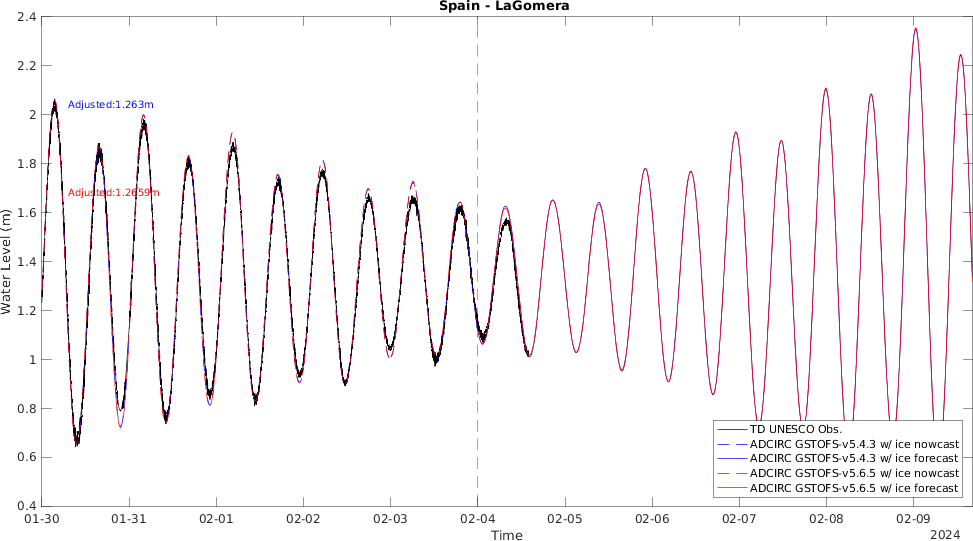 Spain - LaGomera
2.4
2.2
2
1.8
1.6
1.4
1.2
1
0.8
0.6
0.4
Water Level (m)
Adjusted:1.263m
Adjusted:1.2659m
TD UNESCO Obs.
ADCIRC GSTOFS-v5.4.3 w/ ice nowcast
ADCIRC GSTOFS-v5.4.3 w/ ice forecast
ADCIRC GSTOFS-v5.6.5 w/ ice nowcast
ADCIRC GSTOFS-v5.6.5 w/ ice forecast
01-30 01-31 02-01 02-02 02-03 02-04 02-05 02-06 02-07 02-08 02-09
Time
2024